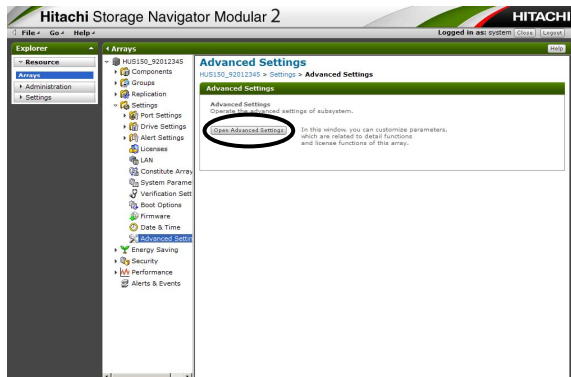 Hitachi Storage Navigator Modular 2
HITACHI
File Go Help
Logged in as: system Close Logout
Explorer
Resource
Arrays
Administration
Settings
Arrays
Help
HUS150_92012345
Components
Groups
Replication
Settings
Port Settings
Drive Settings
Alert Settings
Licenses
LAN
Constitute Array
System Parame
Verification Sett
Boot Options
Firmware
Date & Time
Advanced Settin
Energy Saving
Security
Performance
Alerts & Events
Advanced Settings
HUS150_92012345 > Settings > Advanced Settings
Advanced Settings
Advanced Settings
Operate the advanced settings of subsystem.
Open Advanced Settings
In this window, you can customize parameters,
which are related to detail functions
and license functions of this array.